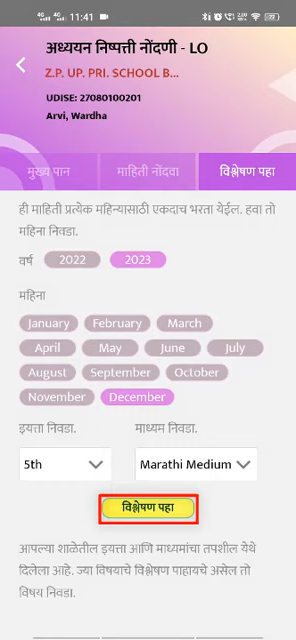 11:41
अध्ययन निष्पत्ती नोंदणी - LO
Z.P. UP. PRI. SCHOOL B...
UDISE: 27080100201
Arvi, Wardha
मुख्य पान माहिती नोंदवा विश्लेषण पहा
ही माहिती प्रत्येक महिन्यासाठी एकदाच भरता येईल. हवा तो
महिना निवडा.
वर्ष 2022 2023
महिना
January February March
April May June July
August September October
November December
इयत्ता निवडा. माध्यम निवडा.
5th Marathi Medium
विश्लेषण पहा
आपल्या शाळेतील इयत्ता आणि माध्यमांचा तपशील येथे
दिलेला आहे. ज्या विषयाचे विश्लेषण पाहायचे असेल तो
विषय निवडा.